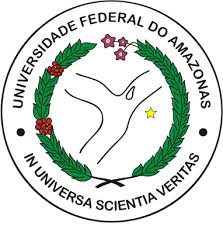 UNIVERSIDADE FEDERAL DO AMAZONAS
IN UNIVERSA SCIENTIA VERITAS